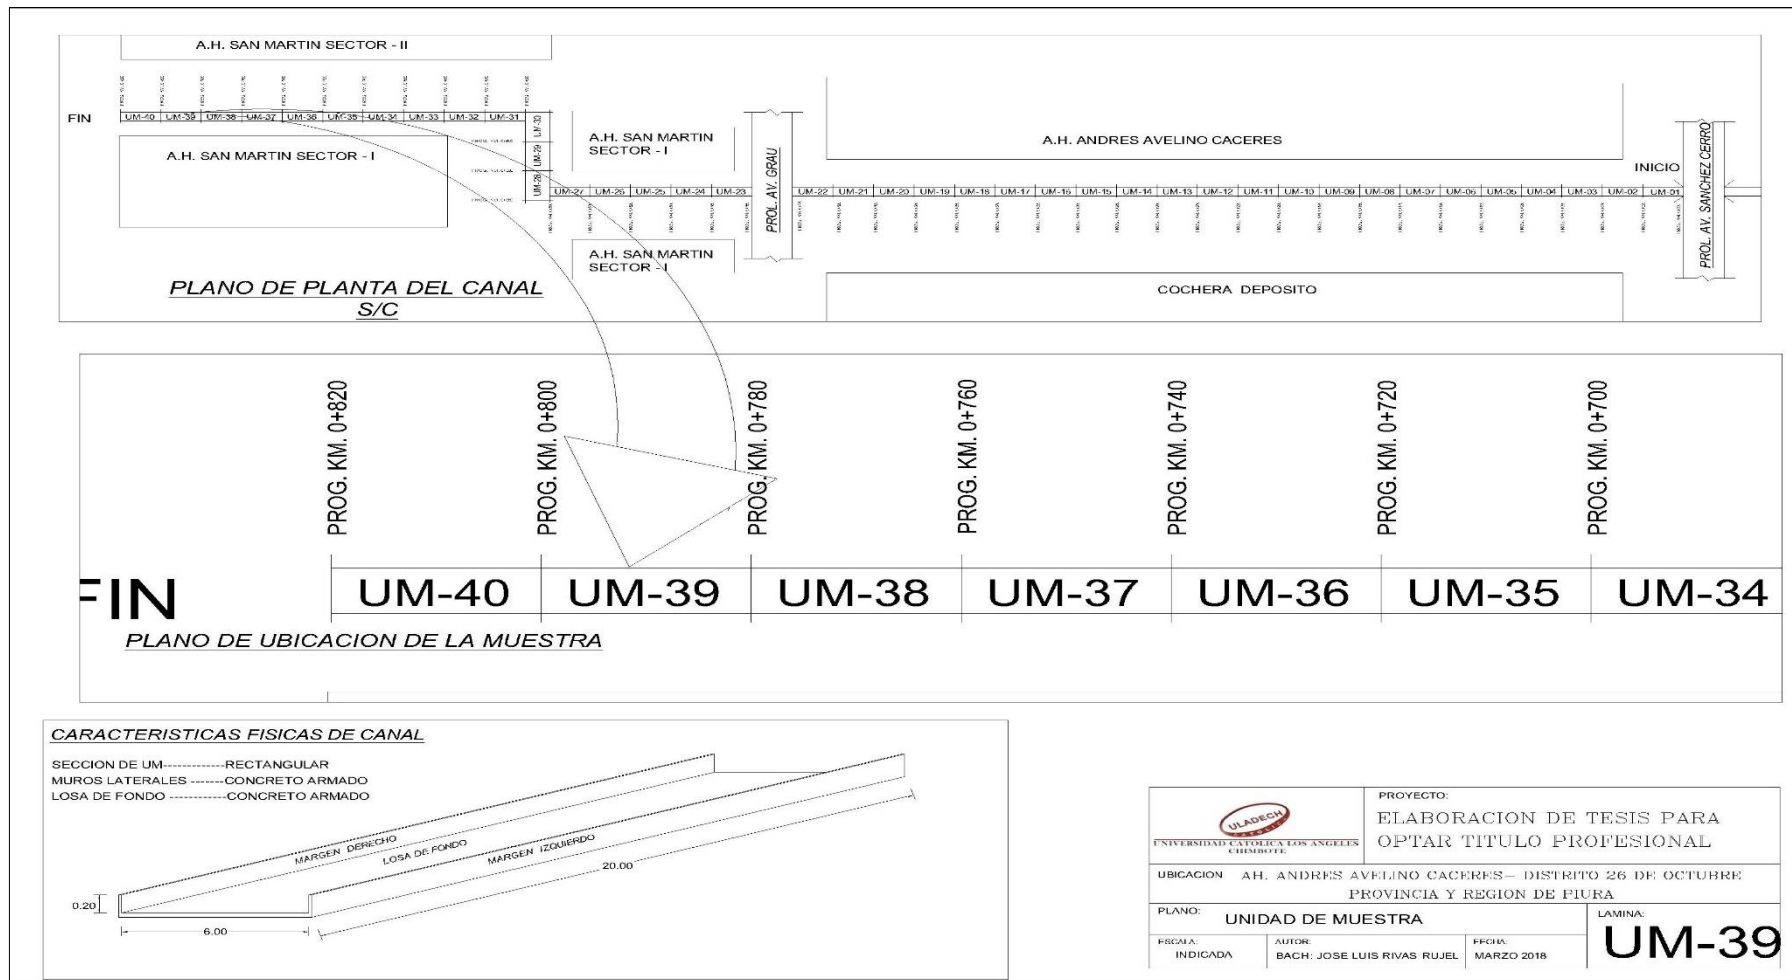 A.H. SAN MARTIN SECTOR - II
FIN
UM-40 UM-39 UM-38 UM-37 UM-36 UM-35 UM-34 UM-33 UM-32 UM-31
UM-30
UM-29
UM-28
A.H. SAN MARTIN SECTOR - I
A.H. SAN MARTIN
SECTOR - I
UM-27 UM-26 UM-25 UM-24 UM-23
A.H. SAN MARTIN
SECTOR - I
PROL. AV. GRAU
A.H. ANDRES AVELINO CACERES
INICIO
UM-22 UM-21 UM-20 UM-19 UM-18 UM-17 UM-16 UM-15 UM-14 UM-13 UM-12 UM-11 UM-10 UM-09 UM-08 UM-07 UM-06 UM-05 UM-04 UM-03 UM-02 UM-01
PROL. AV. SANCHEZ CERRO
COCHERA DEPOSITO
PLANO DE PLANTA DEL CANAL
S/C
PROG. KM. 0+820
PROG. KM. 0+800
PROG. KM. 0+780
PROG. KM. 0+760
PROG. KM. 0+740
PROG. KM. 0+720
PROG. KM. 0+700
FIN
UM-40 UM-39 UM-38 UM-37 UM-36 UM-35 UM-34
PLANO DE UBICACION DE LA MUESTRA
CARACTERISTICAS FISICAS DE CANAL
SECCION DE UM-----------RECTANGULAR
MUROS LATERALES ------CONCRETO ARMADO
LOSA DE FONDO ----------CONCRETO ARMADO
MARGEN DERECHO
LOSA DE FONDO
MARGEN IZQUIERDO
20.00
0.20
6.00
ULADECH
CATOLICA
UNIVERSIDAD CATOLICA LOS ANGELES
CHIMBOTE
PROYECTO:
ELABORACION DE TESIS PARA
OPTAR TITULO PROFESIONAL
UBICACION AH. ANDRES AVELINO CACERES- DISTRITO 26 DE OCTUBRE
PROVINCIA Y REGION DE PIURA
PLANO:
UNIDAD DE MUESTRA
LAMINA:
UM-39
ESCALA:
INDICADA
AUTOR:
BACH: JOSE LUIS RIVAS RUJEL
FECHA:
MARZO 2018